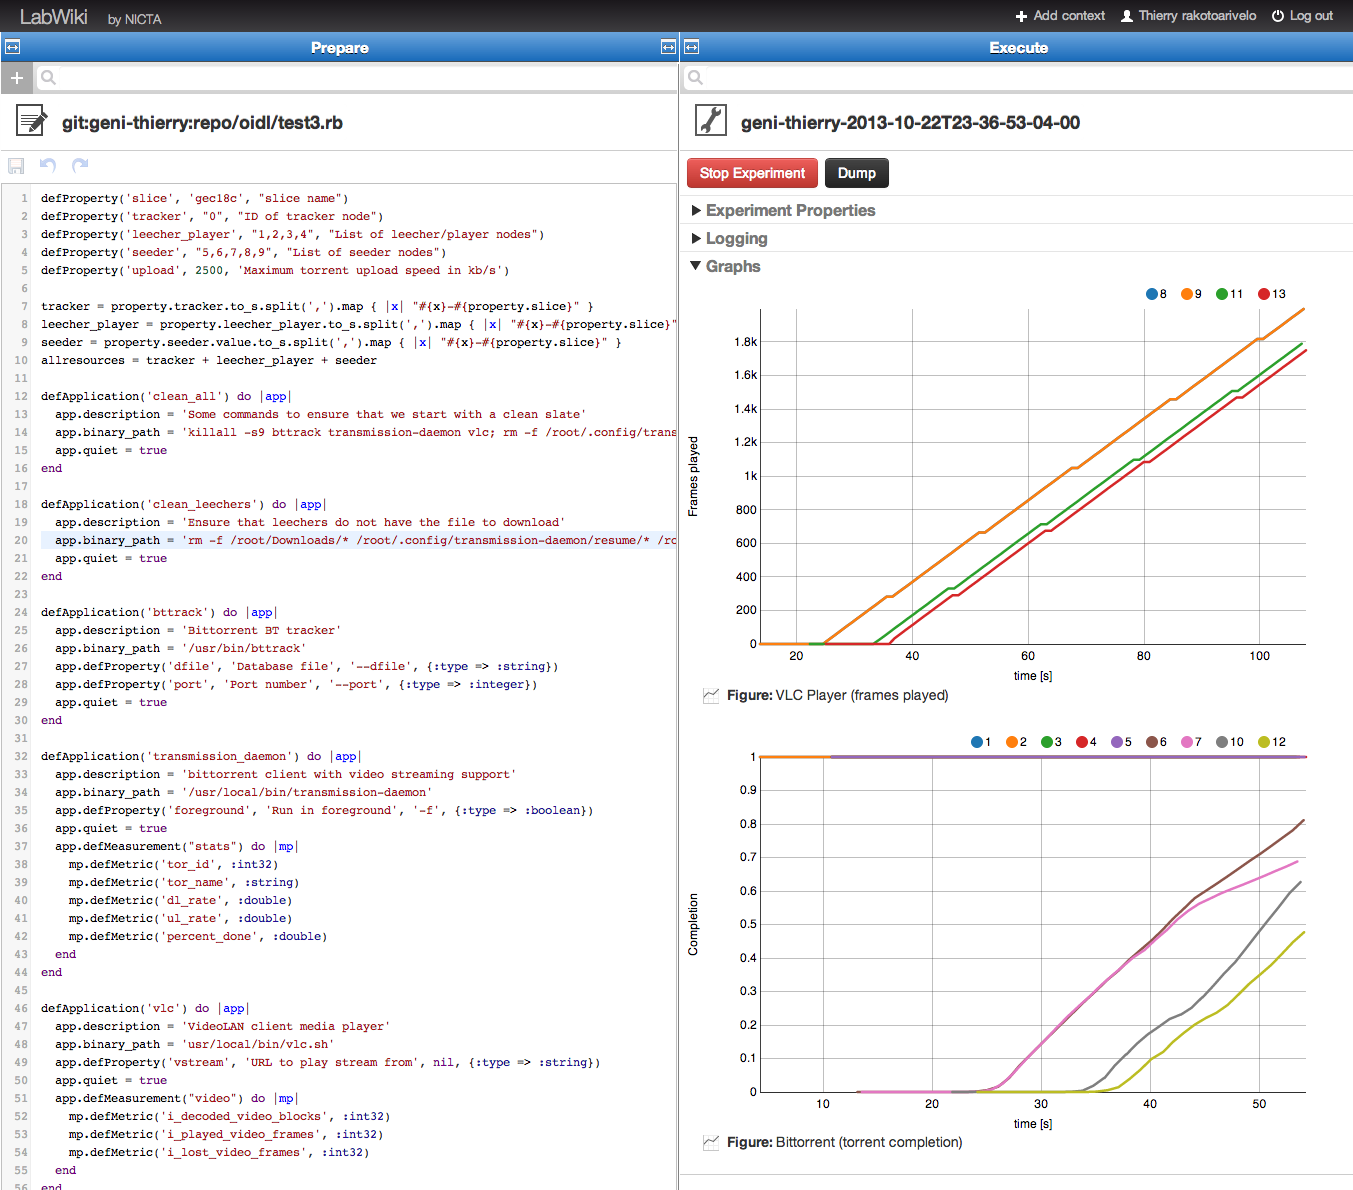 LabWiki by NICTA
Add context Thierry rakotoarivelo Log out
Prepare
git:geni-thierry:repo/oidl/test3.rb
1 defProperty('slice', 'gec18c', "slice name")
2 defProperty('tracker', "0", "ID of tracker node")
3 defProperty('leecher_player', "1,2,3,4", "List of leecher/player nodes")
4 defProperty('seeder', "5,6,7,8,9", "List of seeder nodes")
5 defProperty('upload', 2500, 'Maximum torrent upload speed in kb/s')
6
7 tracker = property.tracker.to_s.split(',').map { |x| "#{x}-#{property.slice}" }
8 leecher_player = property.leecher_player.to_s.split(',').map { |x| "#{x}-#{property.slice}"
9 seeder = property.seeder.value.to_s.split(',').map { |x| "#{x}-#{property.slice}" }
10 allresources = tracker + leecher_player + seeder
11
12 defApplication('clean_all') do |app|
13 app.description = 'Some commands to ensure that we start with a clean slate'
14 app.binary_path = 'killall -s9 bttrack transmission-daemon vlc; rm -f /root/.config/trans
15 app.quiet = true
16 end
17
18 defApplication('clean_leechers') do |app|
19 app.description = 'Ensure that leechers do not have the file to download'
20 app.binary_path = 'rm -f /root/Downloads/* /root/.config/transmission-daemon/resume/* /ro
21 app.quiet = true
22 end
23
24 defApplication('bttrack') do |app|
25 app.description = 'Bittorrent BT tracker'
26 app.binary_path = '/usr/bin/bttrack'
27 app.defProperty('dfile', 'Database file', '--dfile', {:type => :string})
28 app.defProperty('port', 'Port number', '--port', {:type => :integer})
29 app.quiet = true
30 end
31
32 defApplication('transmission_daemon') do |app|
33 app.description = 'bittorrent client with video streaming support'
34 app.binary_path = '/usr/local/bin/transmission-daemon'
35 app.defProperty('foreground', 'Run in foreground', '-f', {:type => :boolean})
36 app.quiet = true
37 app.defMeasurement("stats") do |mp|
38 mp.defMetric('tor_id', :int32)
39 mp.defMetric('tor_name', :string)
40 mp.defMetric('dl_rate', :double)
41 mp.defMetric('ul_rate', :double)
42 mp.defMetric('percent_done', :double)
43 end
44 end
45
46 defApplication('vlc') do |app|
47 app.description = 'VideoLAN client media player'
48 app.binary_path = 'usr/local/bin/vlc.sh'
49 app.defProperty('vstream', 'URL to play stream from', nil, {:type => :string})
50 app.quiet = true
51 app.defMeasurement("video") do |mp|
52 mp.defMetric('i_decoded_video_blocks', :int32)
53 mp.defMetric('i_played_video_frames', :int32)
54 mp.defMetric('i_lost_video_frames', :int32)
55 end
56 end
Execute
geni-thierry-2013-10-22T23-36-53-04-00
Stop Experiment Dump
Experiment Properties
Logging
Graphs
8 9 11 13
1.8k
1.6k
1.4k
1.2k
1k
800
600
400
200
0
Frames played
20 40 60 80 100
time [s]
Figure: VLC Player (frames played)
1 2 3 4 5 6 7 10 12
1
0.9
0.8
0.7
0.6
0.5
0.4
0.3
0.2
0.1
0
Completion
10 20 30 40 50
time [s]
Figure: Bittorrent (torrent completion)